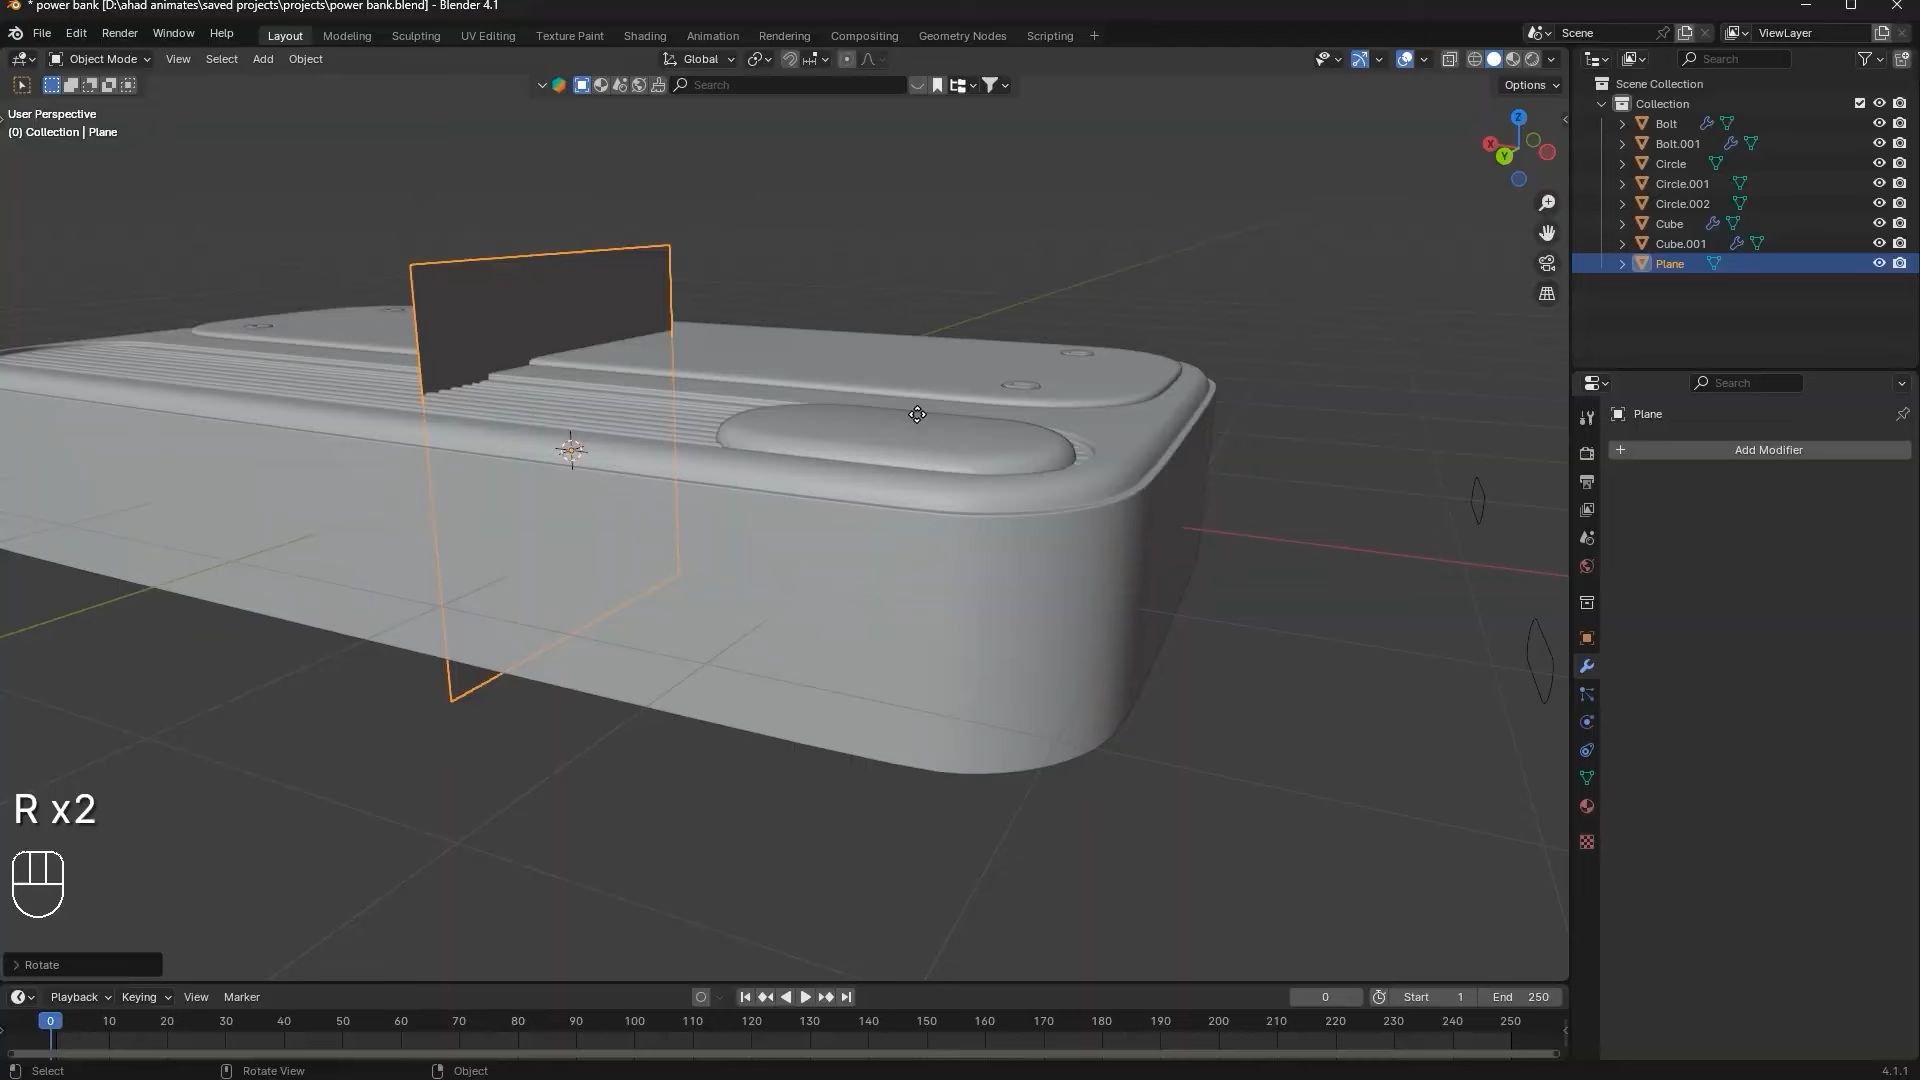 * power bank [D:\ahad animates\saved projects\projects\power bank.blend] - Blender 4.1
File Edit Render Window Help Layout Modeling Sculpting UV Editing Texture Paint Shading Animation Rendering Compositing Geometry Nodes Scripting + Scene ViewLayer
Object Mode View Select Add Object Global Search
Search Options
User Perspective
(0) Collection | Plane
Z
X
Y
Scene Collection
Collection
Bolt
Bolt.001
Circle
Circle.001
Circle.002
Cube
Cube.001
Plane
Search
Plane
+ Add Modifier
R x2
Rotate
Playback Keying View Marker 0 Start 1 End 250
0 10 20 30 40 50 60 70 80 90 100 110 120 130 140 150 160 170 180 190 200 210 220 230 240 250
Select Rotate View Object 4.1.1